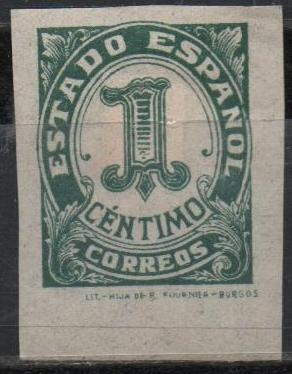 ESTADO ESPAÑOL
1
CÉNTIMO
CORREOS
LIT.-HIJA DE B. FOURNIER-BURGOS